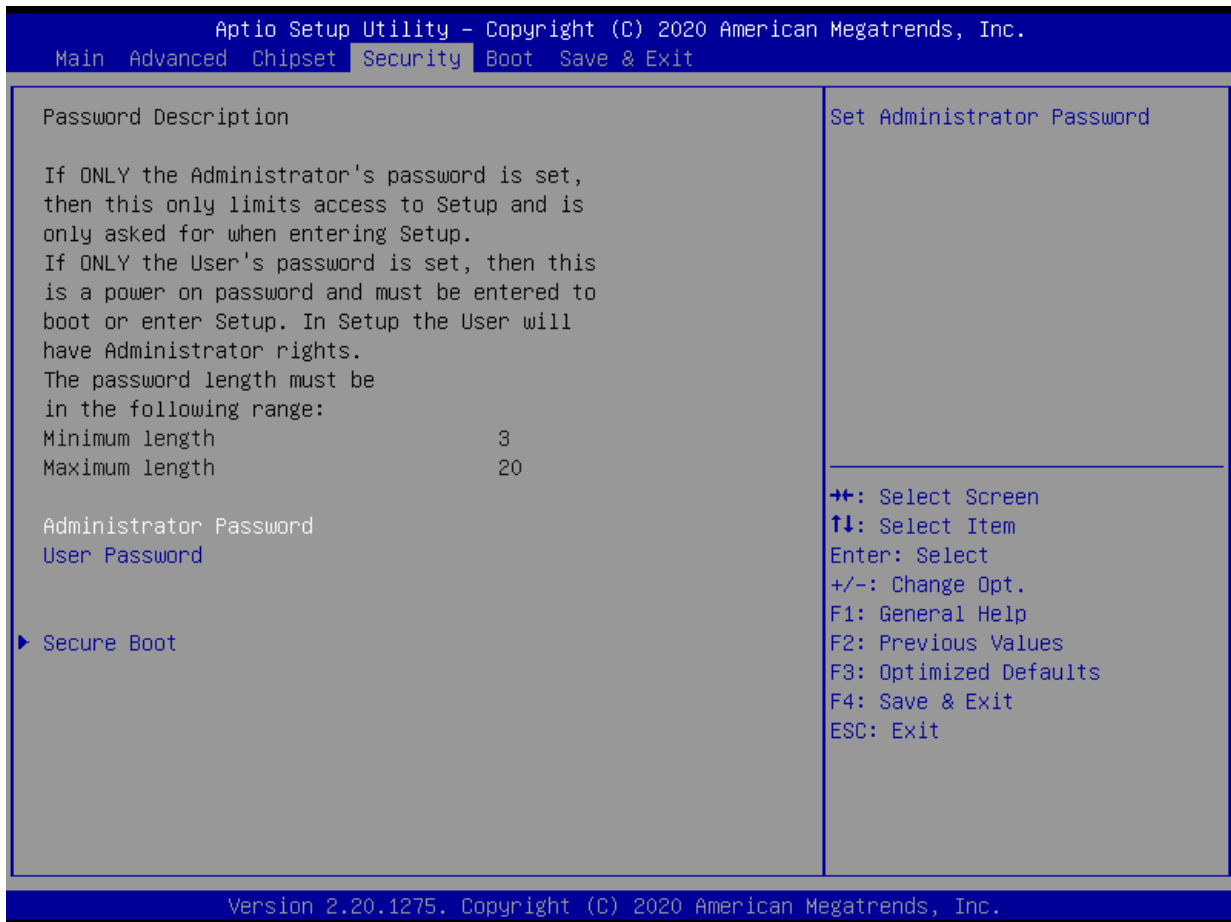 Aptio Setup Utility – Copyright (C) 2020 American Megatrends, Inc.
Main Advanced Chipset Security Boot Save & Exit
Password Description
If ONLY the Administrator's password is set,
then this only limits access to Setup and is
only asked for when entering Setup.
If ONLY the User's password is set, then this
is a power on password and must be entered to
boot or enter Setup. In Setup the User will
have Administrator rights.
The password length must be
in the following range:
Minimum length 3
Maximum length 20
Administrator Password
User Password
▶ Secure Boot
Set Administrator Password
→←: Select Screen
↑↓: Select Item
Enter: Select
+/-: Change Opt.
F1: General Help
F2: Previous Values
F3: Optimized Defaults
F4: Save & Exit
ESC: Exit
Version 2.20.1275. Copyright (C) 2020 American Megatrends, Inc.